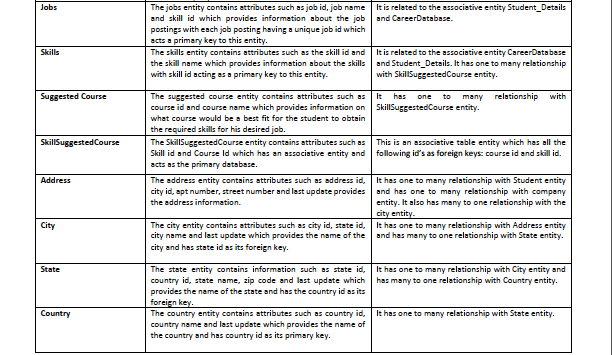 Jobs
The jobs entity contains attributes such as job id, job name
and skill id which provides information about the job
postings with each job posting having a unique job id which
acts a primary key to this entity.
It is related to the associative entity Student_Details
and CareerDatabase.
Skills
The skills entity contains attributes such as the skill id and
the skill name which provides information about the skills
with skill id acting as a primary key to this entity.
It is related to the associative entity CareerDatabase
and Student_Details. It has one to many relationship
with SkillSuggestedCourse entity.
Suggested Course
The suggested course entity contains attributes such as
course id and course name which provides information on
what course would be a best fit for the student to obtain
the required skills for his desired job.
It has one to many relationship with
SkillSuggestedCourse entity.
SkillSuggestedCourse
The SkillSuggestedCourse entity contains attributes such as
Skill id and Course Id which has an associative entity and
acts as the primary database.
This is an associative table entity which has all the
following id's as foreign keys: course id and skill id.
Address
The address entity contains attributes such as address id,
city id, apt number, street number and last update provides
the address information.
It has one to many relationship with Student entity
and has one to many relationship with company
entity. It also has many to one relationship with the
city entity.
City
The city entity contains attributes such as city id, state id,
city name and last update which provides the name of the
city and has state id as its foreign key.
It has one to many relationship with Address entity
and has many to one relationship with State entity.
State
The state entity contains information such as state id,
country id, state name, zip code and last update which
provides the name of the state and has the country id as its
foreign key.
It has one to many relationship with City entity and
has many to one relationship with Country entity.
Country
The country entity contains attributes such as country id,
country name and last update which provides the name of
the country and has country id as its primary key.
It has one to many relationship with State entity.